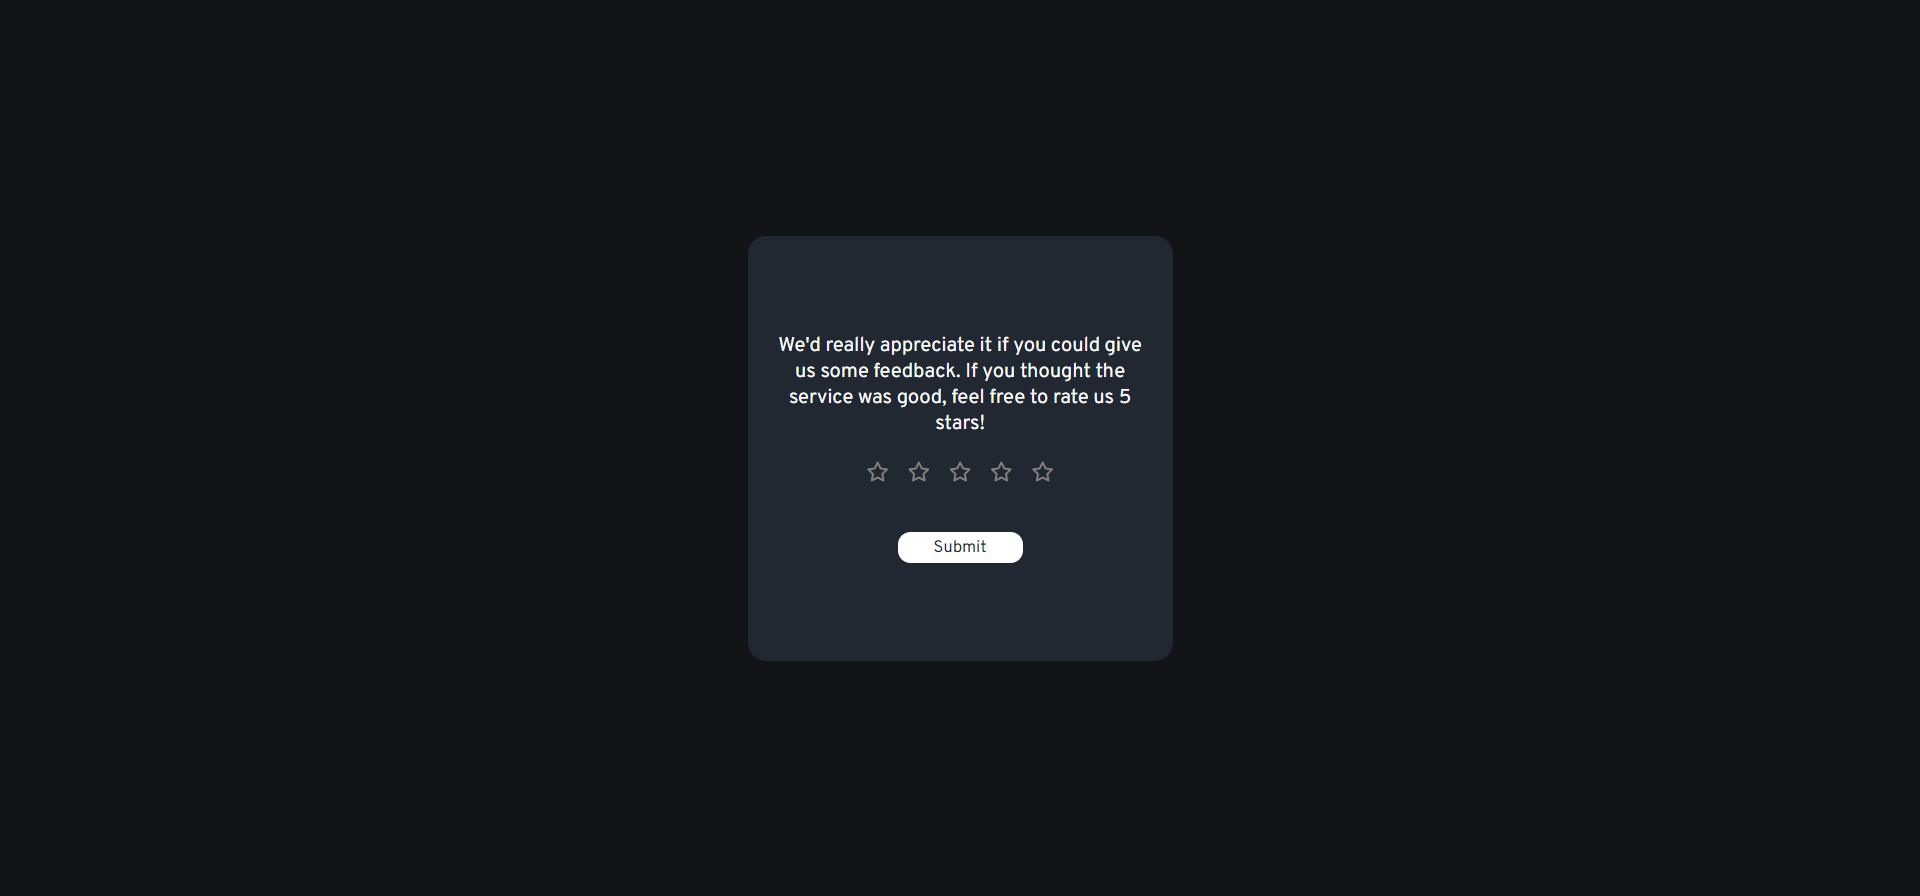 We'd really appreciate it if you could give
us some feedback. If you thought the
service was good, feel free to rate us 5
stars!
Submit